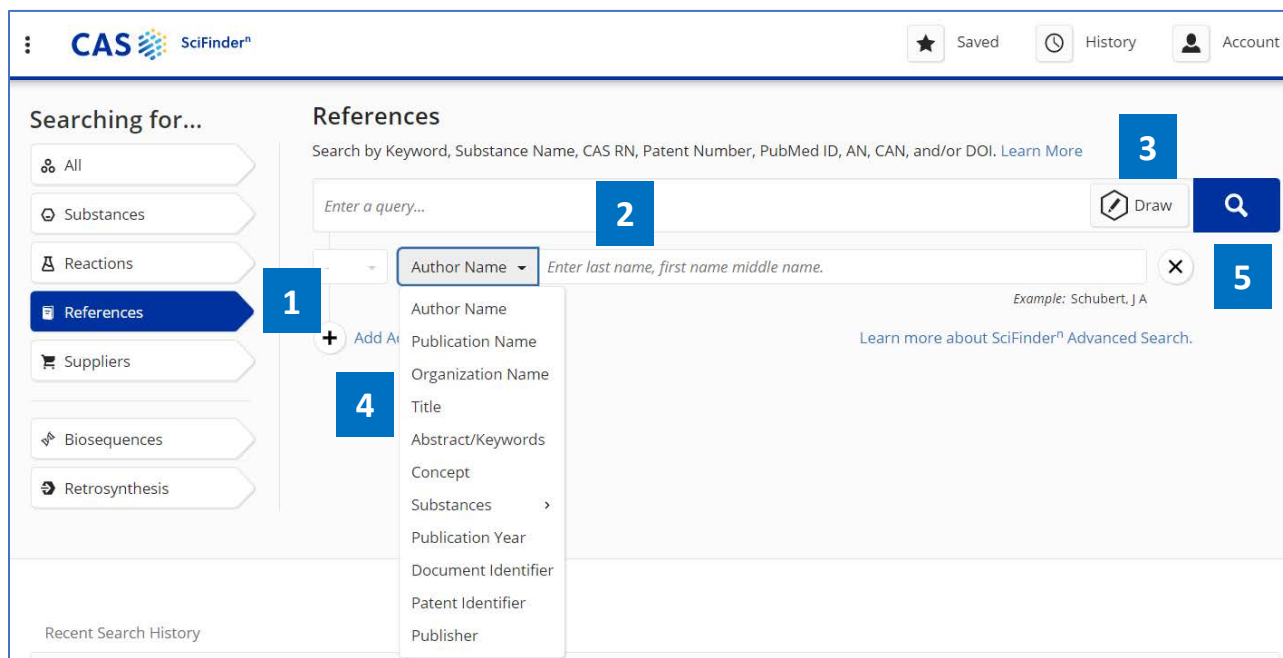 CAS SciFinderⁿ
Saved
History
Account
Searching for...
All
Substances
Reactions
References
Suppliers
Biosequences
Retrosynthesis
References
Search by Keyword, Substance Name, CAS RN, Patent Number, PubMed ID, AN, CAN, and/or DOI. Learn More
3
Enter a query...
2
Draw
Author Name
Enter last name, first name middle name.
5
Example: Schubert, J A
1
Add A
Learn more about SciFinderⁿ Advanced Search.
4
Author Name
Publication Name
Organization Name
Title
Abstract/Keywords
Concept
Substances
Publication Year
Document Identifier
Patent Identifier
Publisher
Recent Search History